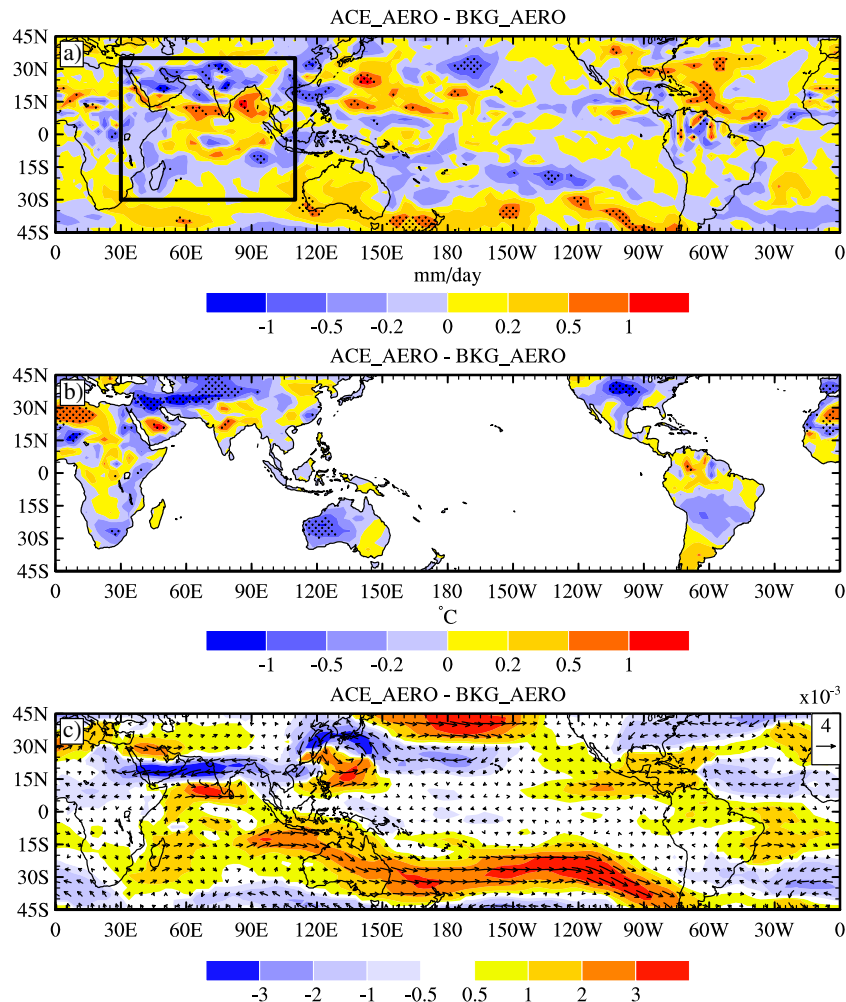 ACE_AERO - BKG_AERO
a)
45N
30N
15N
0
15S
30S
45S
0 30E 60E 90E 120E 150E 180 150W 120W 90W 60W 30W 0
mm/day
-1 -0.5 -0.2 0 0.2 0.5 1
ACE_AERO - BKG_AERO
b)
45N
30N
15N
0
15S
30S
45S
0 30E 60E 90E 120E 150E 180 150W 120W 90W 60W 30W 0
°C
-1 -0.5 -0.2 0 0.2 0.5 1
ACE_AERO - BKG_AERO x10⁻³
c)
4
45N
30N
15N
0
15S
30S
45S
0 30E 60E 90E 120E 150E 180 150W 120W 90W 60W 30W 0
-3 -2 -1 -0.5 0.5 1 2 3